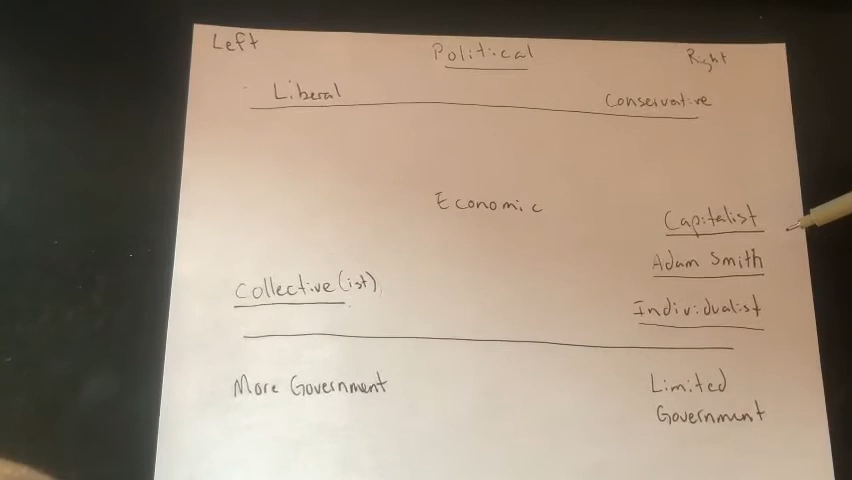 Left Political Right
Liberal Conservative
Economic
Capitalist
Adam Smith
Collective(ist)
Individualist
More Government Limited
Government